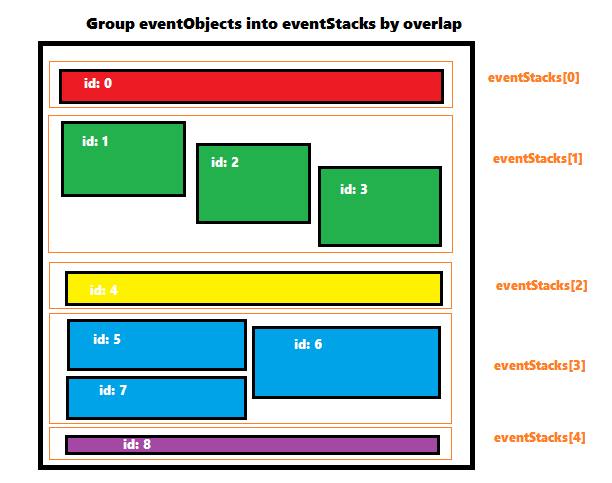 Group eventObjects into eventStacks by overlap
id: 0
eventStacks[0]
id: 1
id: 2
id: 3
eventStacks[1]
id: 4
eventStacks[2]
id: 5
id: 6
id: 7
eventStacks[3]
id: 8
eventStacks[4]